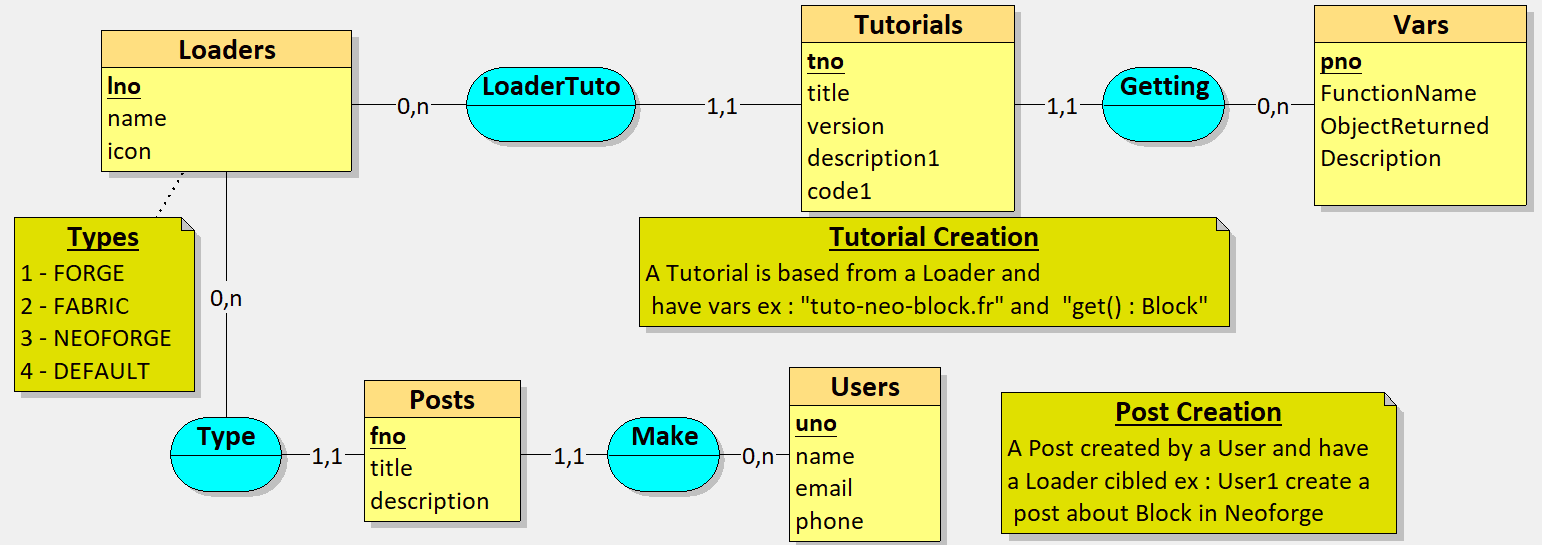 Loaders
lno
name
icon
0,n
LoaderTuto
1,1
Tutorials
tno
title
version
description1
code1
1,1
Getting
0,n
Vars
pno
FunctionName
ObjectReturned
Description
Types
1 - FORGE
2 - FABRIC
3 - NEOFORGE
4 - DEFAULT
0,n
Tutorial Creation
A Tutorial is based from a Loader and
have vars ex : "tuto-neo-block.fr" and "get() : Block"
Type
1,1
Posts
fno
title
description
1,1
Make
0,n
Users
uno
name
email
phone
Post Creation
A Post created by a User and have
a Loader cibled ex : User1 create a
post about Block in Neoforge